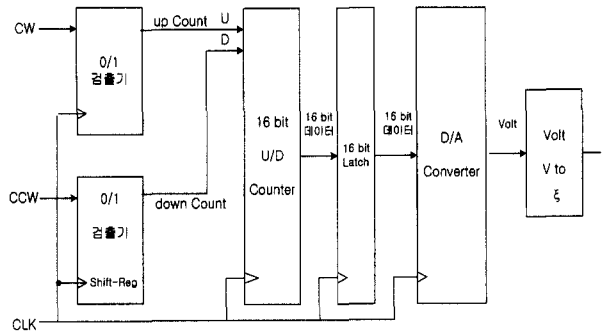 CW
up Count
U
D
0/1
검출기
CCW
0/1
검출기
Shift-Reg
down Count
CLK
16 bit
U/D
Counter
16 bit
데이터
16 bit
Latch
16 bit
데이터
D/A
Converter
Volt
Volt
V to
ξ